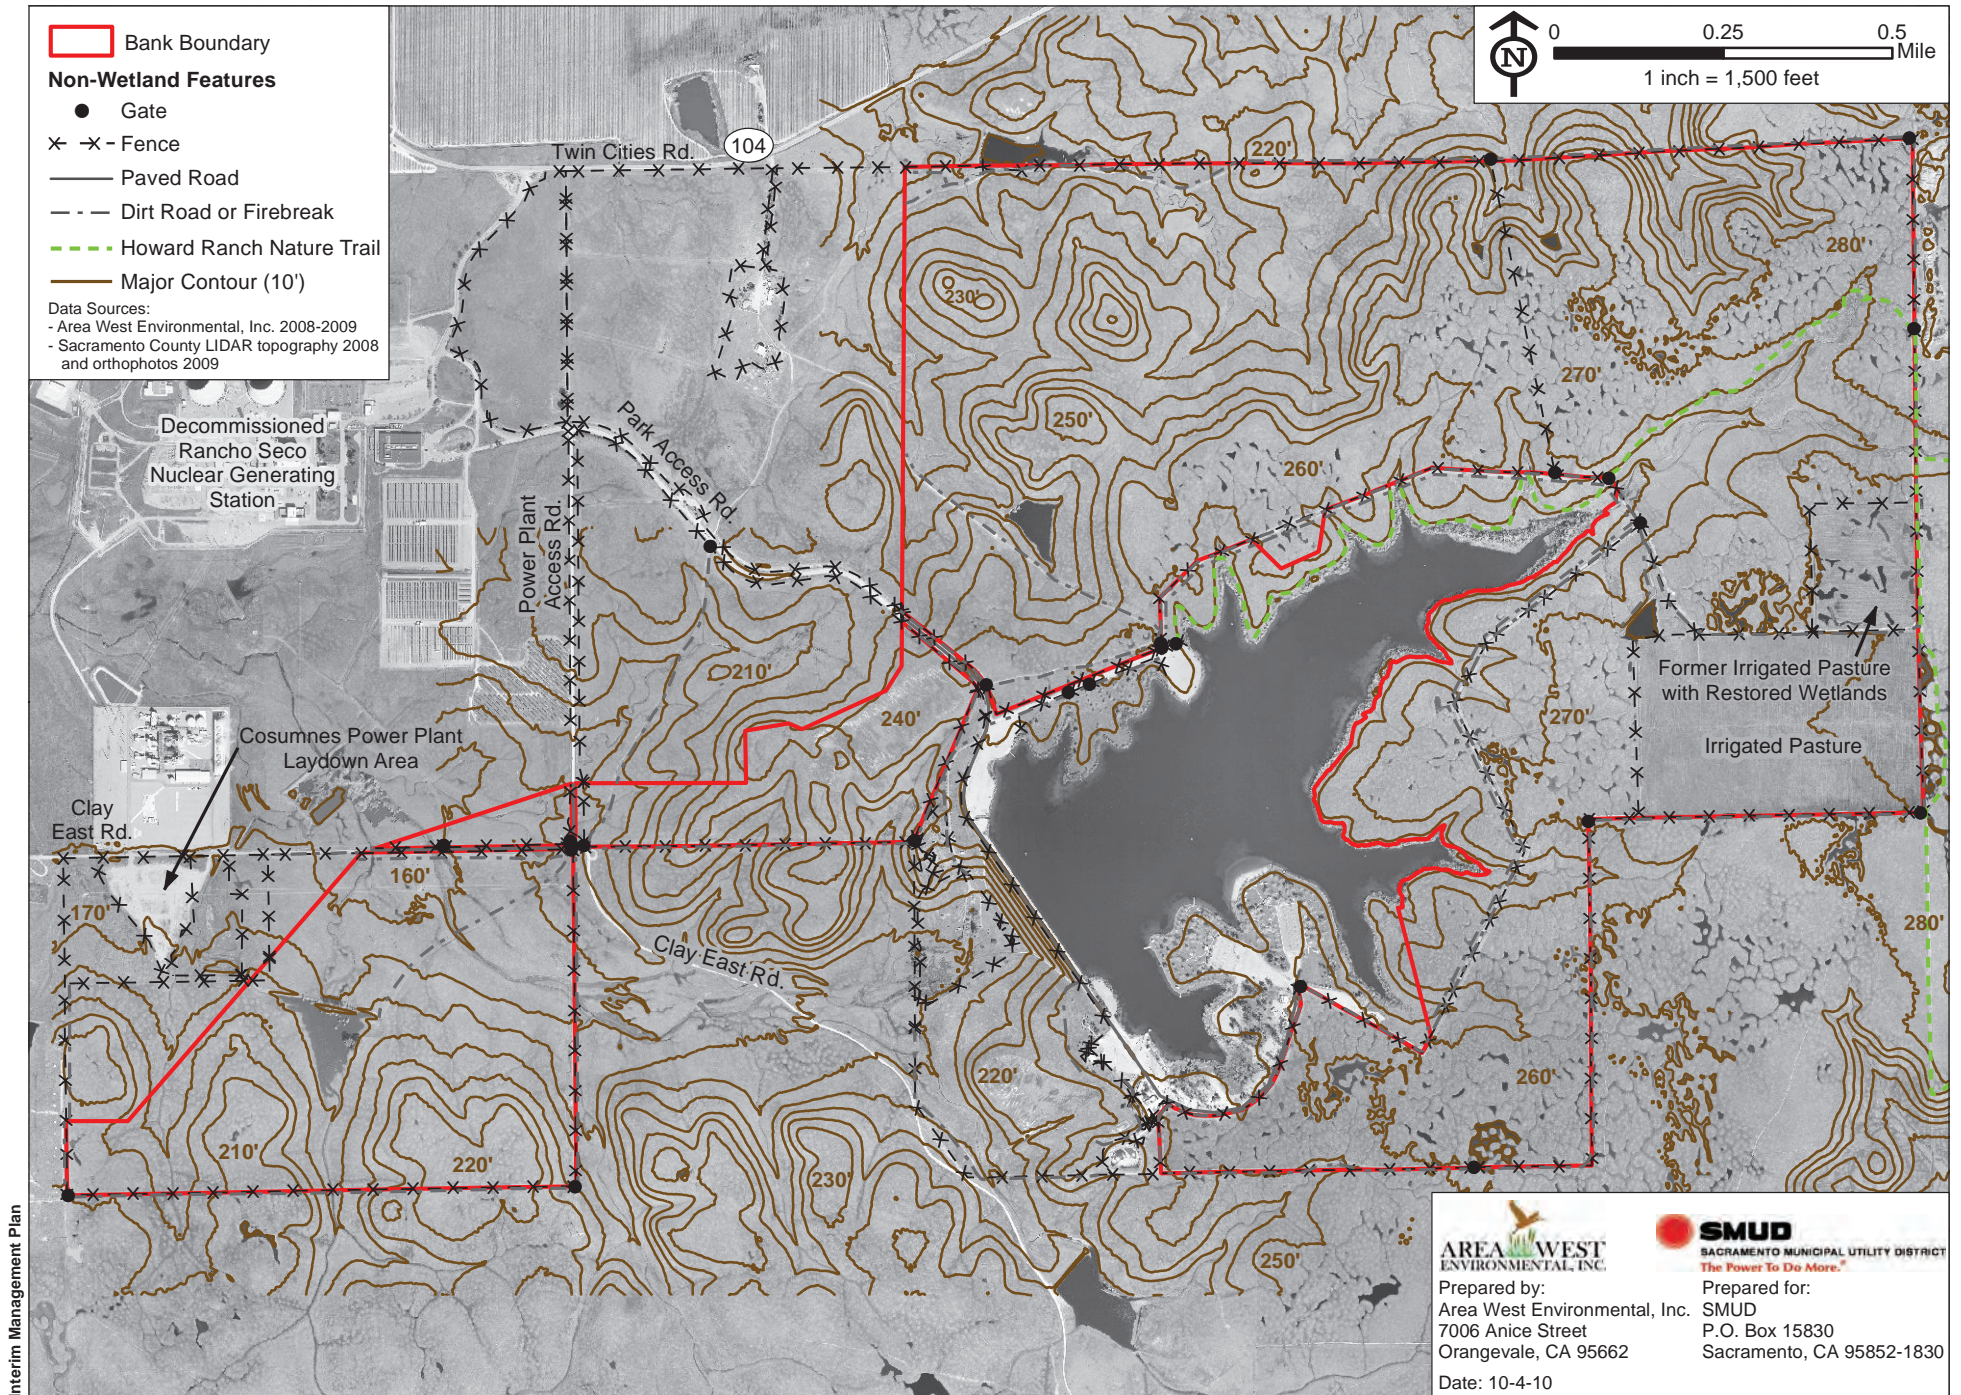 Bank Boundary
Non-Wetland Features
Gate
Fence
Paved Road
Dirt Road or Firebreak
Howard Ranch Nature Trail
Major Contour (10')
Data Sources:
- Area West Environmental, Inc. 2008-2009
- Sacramento County LIDAR topography 2008
and orthophotos 2009
N
0 0.25 0.5
Mile
1 inch = 1,500 feet
Twin Cities Rd.
104
220'
280'
230'
270'
250'
260'
Decommissioned
Rancho Seco
Nuclear Generating
Station
Park Access Rd.
Power Plant
Access Rd.
210'
240'
270'
Former Irrigated Pasture
with Restored Wetlands
Irrigated Pasture
Cosumnes Power Plant
Laydown Area
Clay
East Rd.
160'
170'
280'
Clay East Rd.
220'
260'
210'
220'
230'
250'
Interim Management Plan
AREA WEST
ENVIRONMENTAL, INC.
SMUD
SACRAMENTO MUNICIPAL UTILITY DISTRICT
The Power To Do More.®
Prepared by:
Area West Environmental, Inc.
7006 Anice Street
Orangevale, CA 95662
Date: 10-4-10
Prepared for:
SMUD
P.O. Box 15830
Sacramento, CA 95852-1830